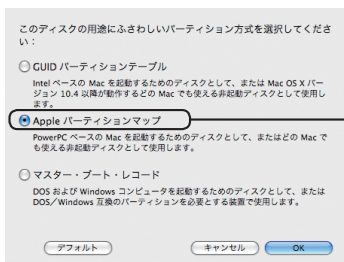 このディスクの用途にふさわしいパーティション方式を選択してくださ
い：
GUID パーティションテーブル
Intel ベースの Mac を起動するためのディスクとして、または Mac OS X バー
ジョン 10.4 以降が動作するどの Mac でも使える非起動ディスクとして使用し
ます。
Apple パーティションマップ
PowerPC ベースの Mac を起動するためのディスクとして、またはどの Mac で
も使える非起動ディスクとして使用します。
マスター・ブート・レコード
DOS および Windows コンピュータを起動するためのディスクとして、または
DOS／Windows 互換のパーティションを必要とする装置で使用します。
デフォルト キャンセル OK